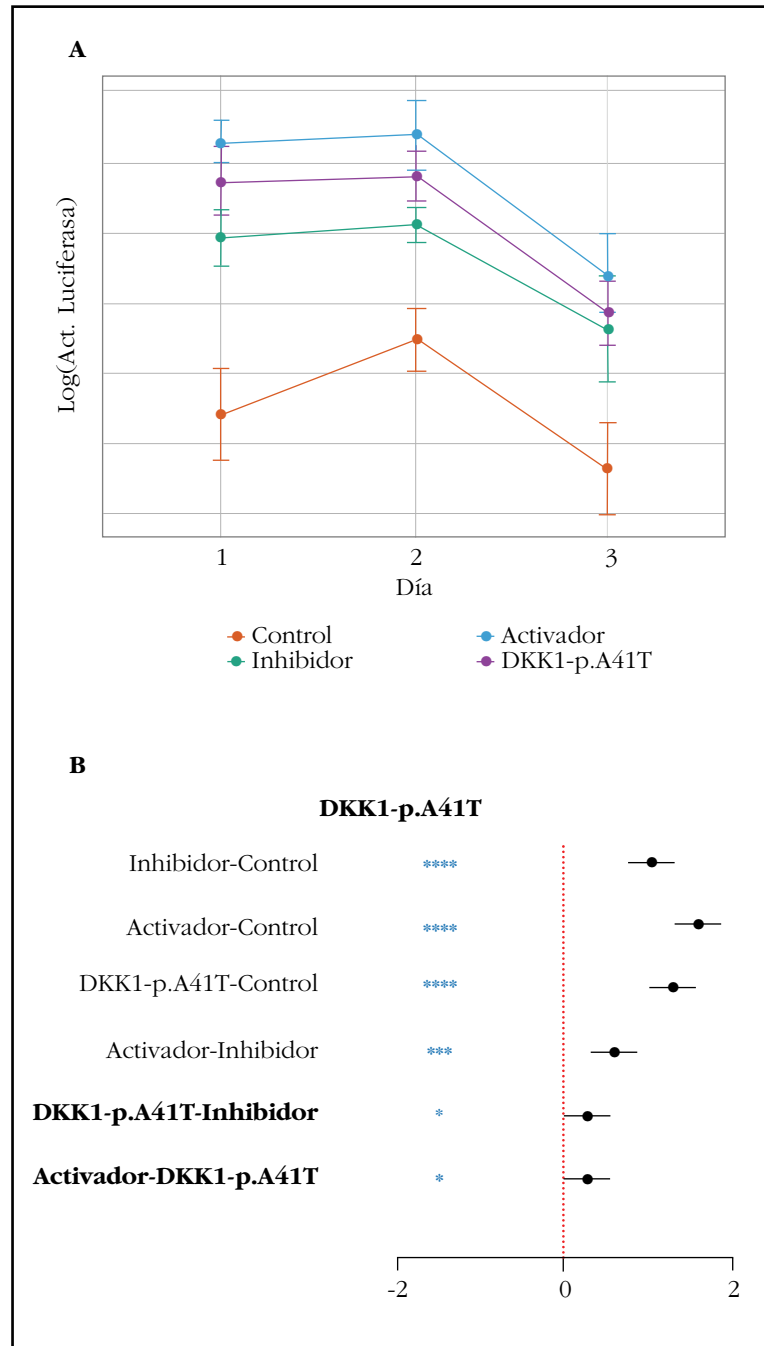 A
Log(Act. Luciferasa)
1 2 3
Día
Control Activador
Inhibidor DKK1-p.A41T
B
DKK1-p.A41T
Inhibidor-Control ****
Activador-Control ****
DKK1-p.A41T-Control ****
Activador-Inhibidor ***
DKK1-p.A41T-Inhibidor *
Activador-DKK1-p.A41T *
-2 0 2